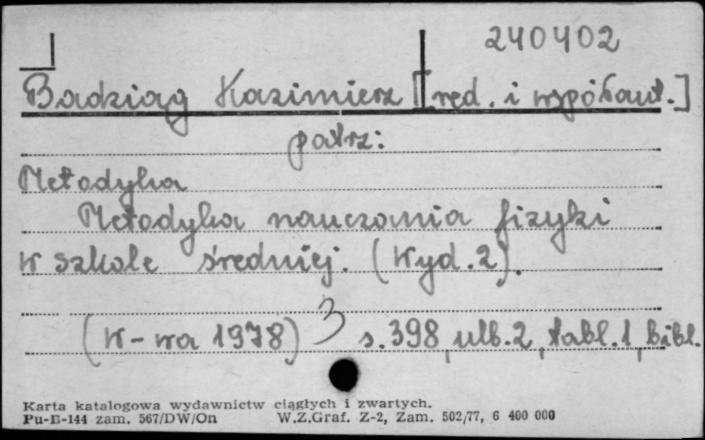 240402
Badziąg Kazimierz [red. i współaut.]
patrz:
Metodyka
Metodyka nauczania fizyki
w szkole średniej. (Wyd. 2).
(W-wa 1978) 3 s. 398, ulb. 2, tabl. 1, bibl.
Karta katalogowa wydawnictw ciągłych i zwartych.
Pu-E-144 zam. 567/DW/On W.Z.Graf. Z-2, Zam. 502/77, 6 400 000